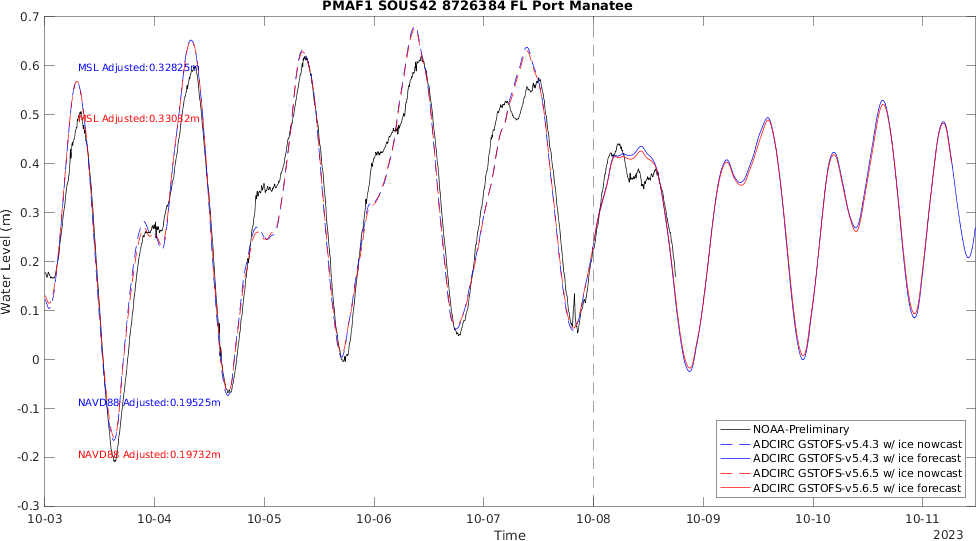 PMAF1 SOUS42 8726384 FL Port Manatee
0.7
0.6
0.5
0.4
0.3
0.2
0.1
0
-0.1
-0.2
-0.3
Water Level (m)
MSL Adjusted:0.32825m
MSL Adjusted:0.33032m
NAVD88 Adjusted:0.19525m
NAVD88 Adjusted:0.19732m
NOAA-Preliminary
ADCIRC GSTOFS-v5.4.3 w/ ice nowcast
ADCIRC GSTOFS-v5.4.3 w/ ice forecast
ADCIRC GSTOFS-v5.6.5 w/ ice nowcast
ADCIRC GSTOFS-v5.6.5 w/ ice forecast
10-03 10-04 10-05 10-06 10-07 10-08 10-09 10-10 10-11
Time
2023